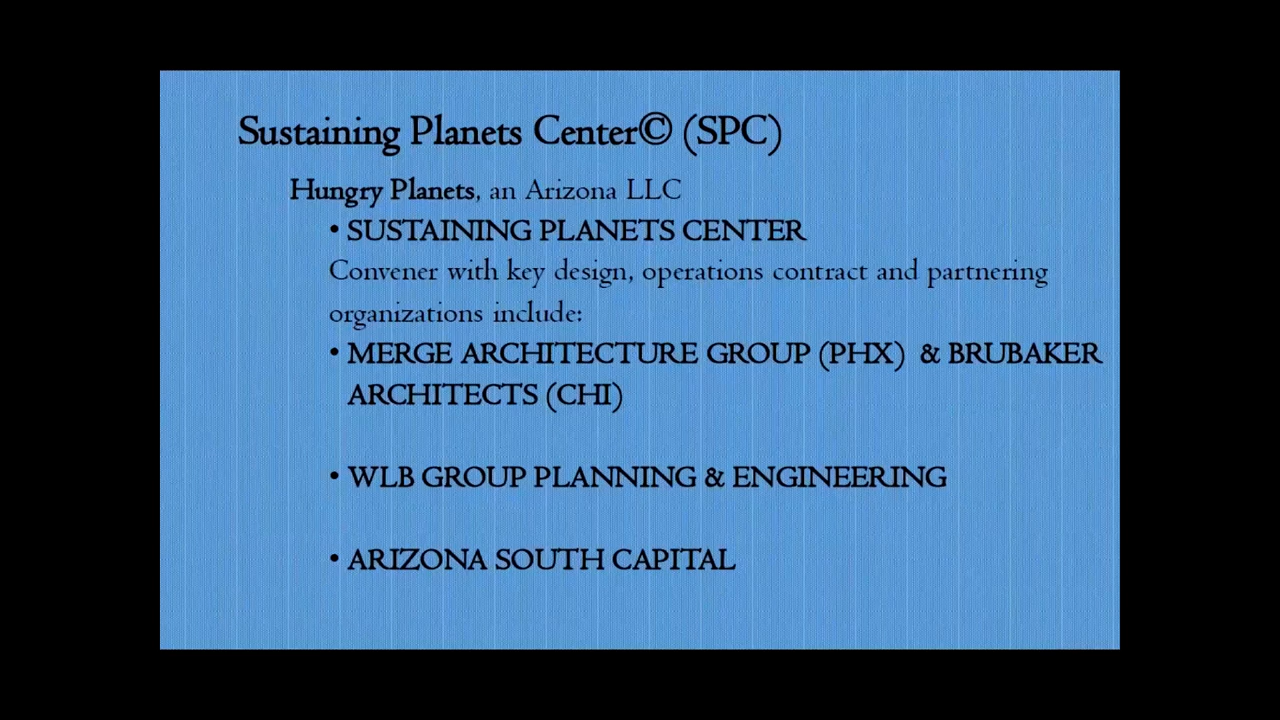 Sustaining Planets Center© (SPC)
Hungry Planets, an Arizona LLC
• SUSTAINING PLANETS CENTER
Convener with key design, operations contract and partnering
organizations include:
• MERGE ARCHITECTURE GROUP (PHX) & BRUBAKER
ARCHITECTS (CHI)
• WLB GROUP PLANNING & ENGINEERING
• ARIZONA SOUTH CAPITAL